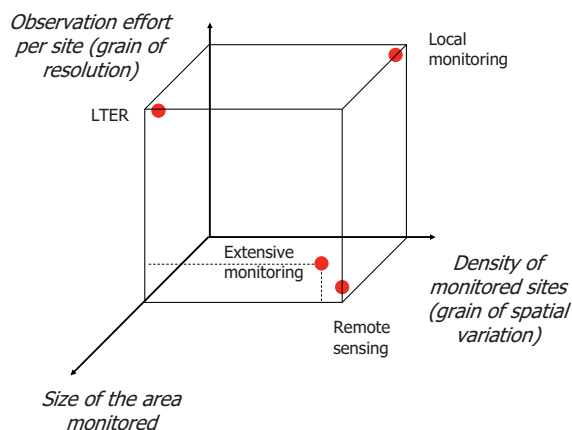 Observation effort
per site (grain of
resolution)
Local
monitoring
LTER
Extensive
monitoring
Density of
monitored sites
(grain of spatial
variation)
Remote
sensing
Size of the area
monitored